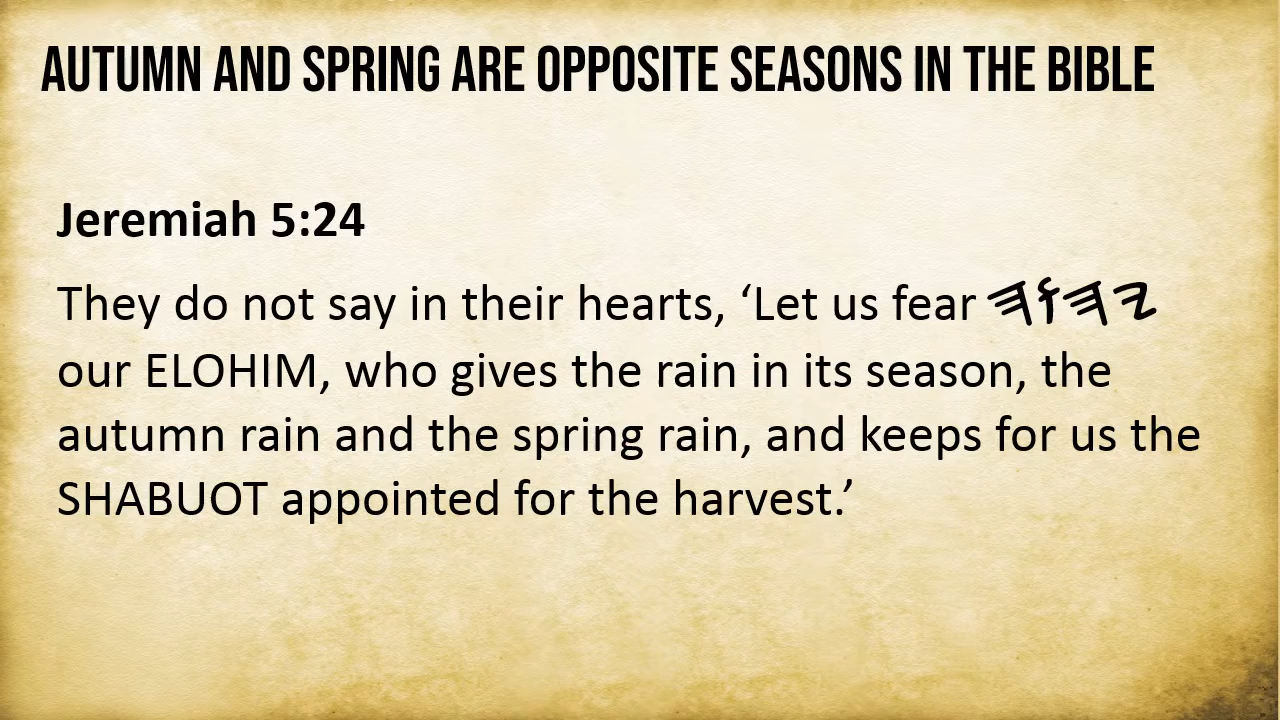 AUTUMN AND SPRING ARE OPPOSITE SEASONS IN THE BIBLE
Jeremiah 5:24
They do not say in their hearts, ‘Let us fear 𐤉𐤄𐤅𐤄
our ELOHIM, who gives the rain in its season, the
autumn rain and the spring rain, and keeps for us the
SHABUOT appointed for the harvest.’